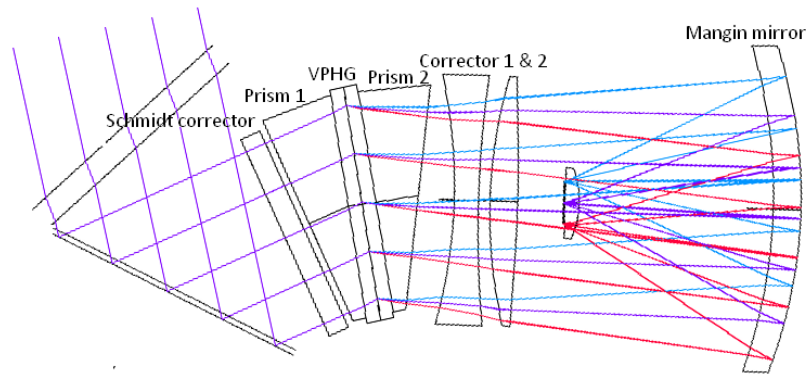 Mangin mirror
Corrector 1 & 2
VPHG
Prism 2
Prism 1
Schmidt corrector